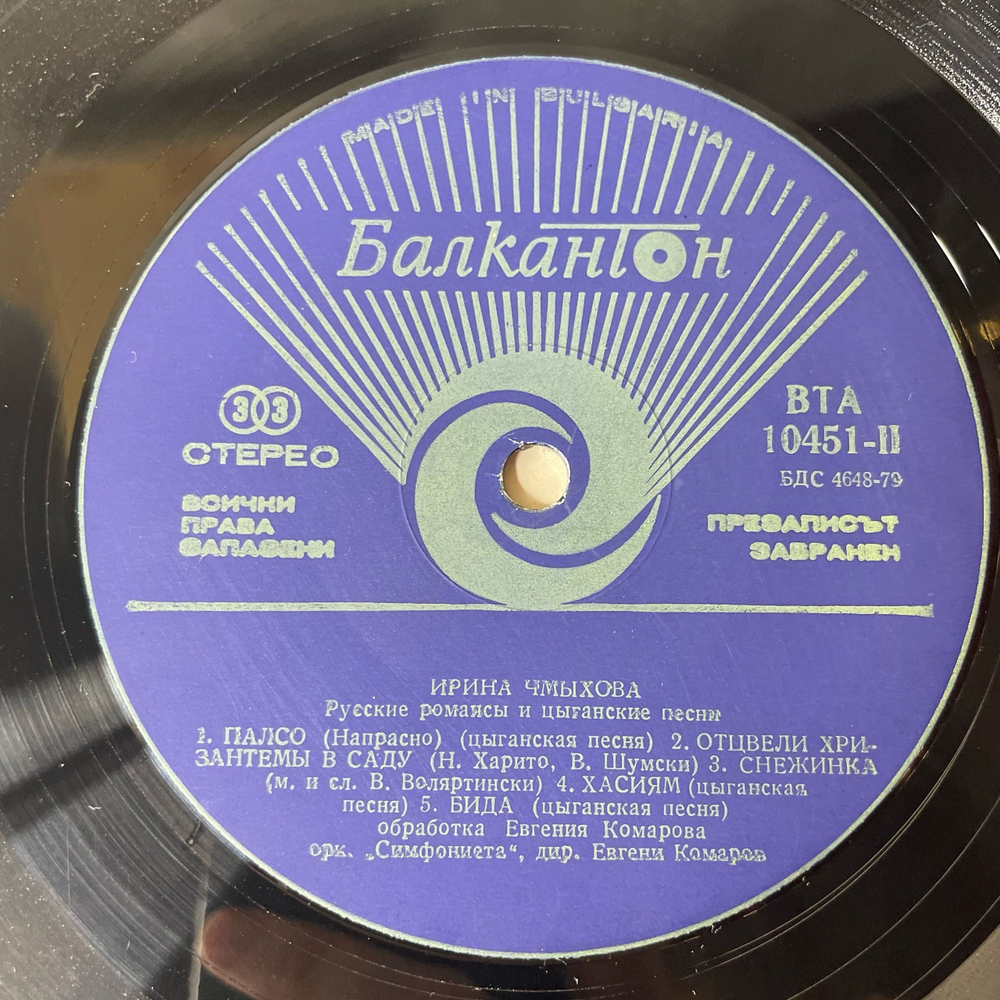 MADE IN BULGARIA
Балкантон
33
СТЕРЕО
ВСИЧКИ
ПРАВА
ЗАПАЗЕНИ
ВТА
10451-II
БДС 4648-79
ПРЕЗАПИСЪТ
ЗАБРАНЕН
ИРИНА ЧМЫХОВА
Русские романсы и цыганские песни
1. ПАЛСО (Напрасно) (цыганская песня) 2. ОТЦВЕЛИ ХРИ-
ЗАНТЕМЫ В САДУ (Н. Харито, В. Шумски) 3. СНЕЖИНКА
(м. и сл. В. Воляртински) 4. ХАСИЯМ (цыганская
песня) 5. БИДА (цыганская песня)
обработка Евгения Комарова
орк. „Симфониета“, дир. Евгени Комаров